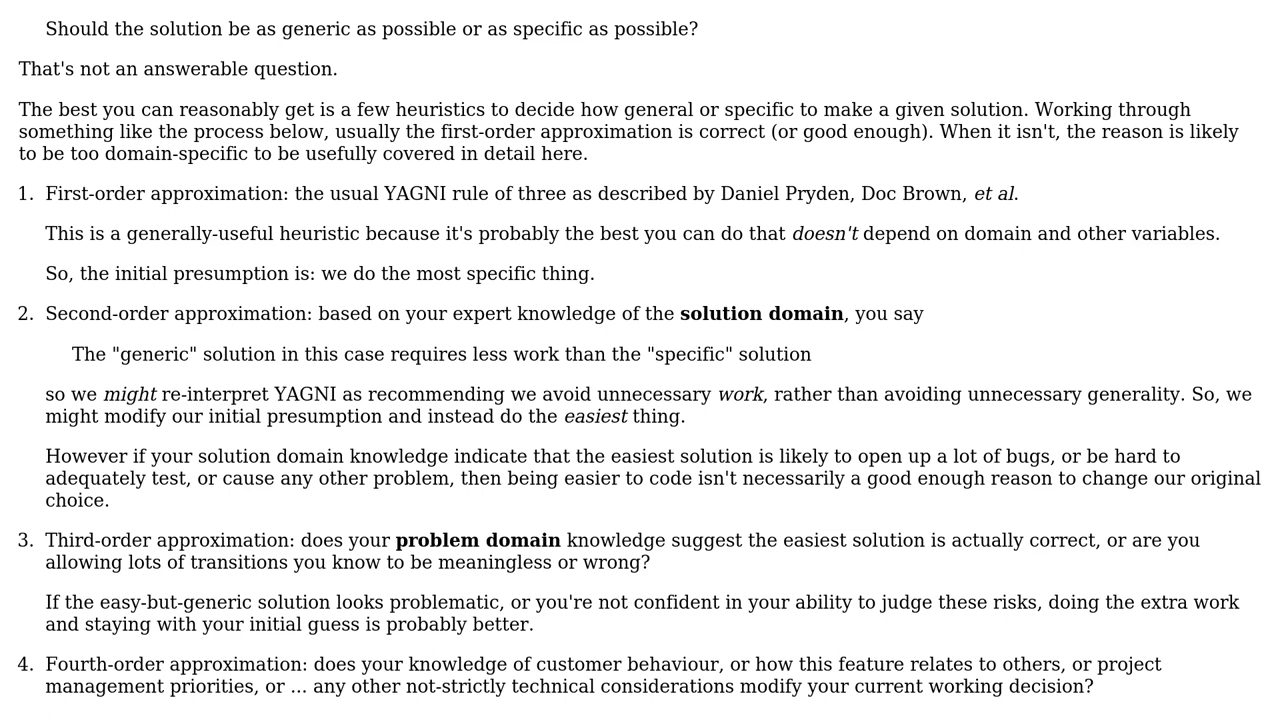 Should the solution be as generic as possible or as specific as possible?
That's not an answerable question.
The best you can reasonably get is a few heuristics to decide how general or specific to make a given solution. Working through
something like the process below, usually the first-order approximation is correct (or good enough). When it isn't, the reason is likely
to be too domain-specific to be usefully covered in detail here.
1. First-order approximation: the usual YAGNI rule of three as described by Daniel Pryden, Doc Brown, et al.
This is a generally-useful heuristic because it's probably the best you can do that doesn't depend on domain and other variables.
So, the initial presumption is: we do the most specific thing.
2. Second-order approximation: based on your expert knowledge of the solution domain, you say
The "generic" solution in this case requires less work than the "specific" solution
so we might re-interpret YAGNI as recommending we avoid unnecessary work, rather than avoiding unnecessary generality. So, we
might modify our initial presumption and instead do the easiest thing.
However if your solution domain knowledge indicate that the easiest solution is likely to open up a lot of bugs, or be hard to
adequately test, or cause any other problem, then being easier to code isn't necessarily a good enough reason to change our original
choice.
3. Third-order approximation: does your problem domain knowledge suggest the easiest solution is actually correct, or are you
allowing lots of transitions you know to be meaningless or wrong?
If the easy-but-generic solution looks problematic, or you're not confident in your ability to judge these risks, doing the extra work
and staying with your initial guess is probably better.
4. Fourth-order approximation: does your knowledge of customer behaviour, or how this feature relates to others, or project
management priorities, or ... any other not-strictly technical considerations modify your current working decision?